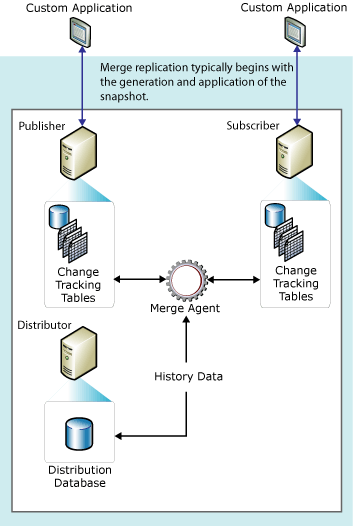 Custom Application
Custom Application
Merge replication typically begins with
the generation and application of the
snapshot.
Publisher
Subscriber
Change
Tracking
Tables
Change
Tracking
Tables
Merge Agent
Distributor
History Data
Distribution
Database